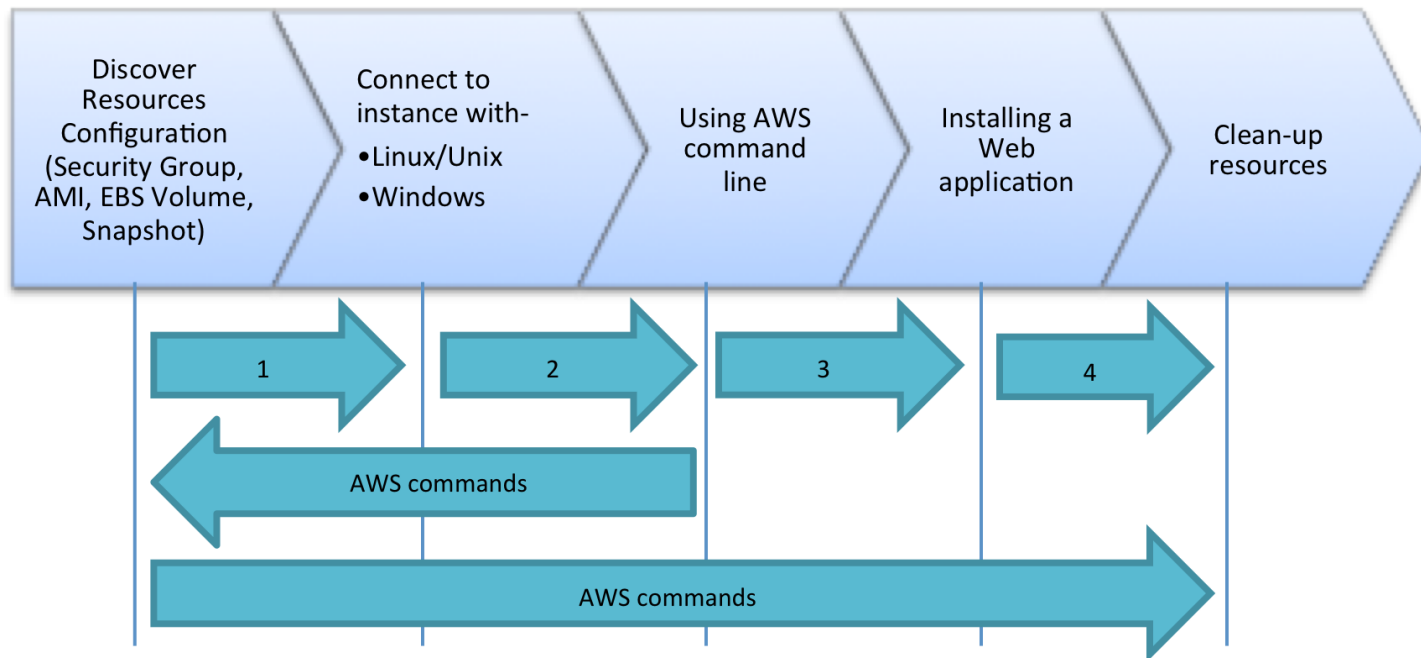 Discover
Resources
Configuration
(Security Group,
AMI, EBS Volume,
Snapshot)
Connect to
instance with-
•Linux/Unix
•Windows
Using AWS
command
line
Installing a
Web
application
Clean-up
resources
1
2
3
4
AWS commands
AWS commands